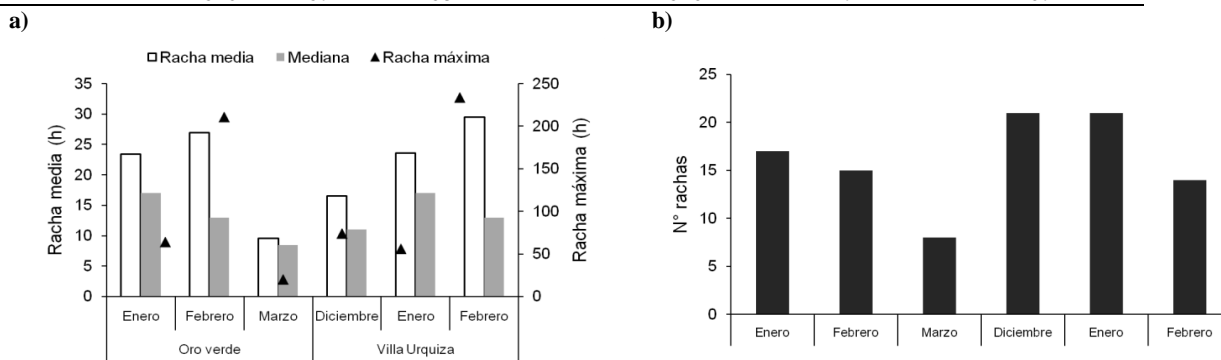 a)
Racha media Mediana Racha máxima
Racha media (h)
35
30
25
20
15
10
5
0
250
200
150
100
50
0
Racha máxima (h)
Enero Febrero Marzo Diciembre Enero Febrero
Oro verde Villa Urquiza
b)
N° rachas
25
20
15
10
5
0
Enero Febrero Marzo Diciembre Enero Febrero